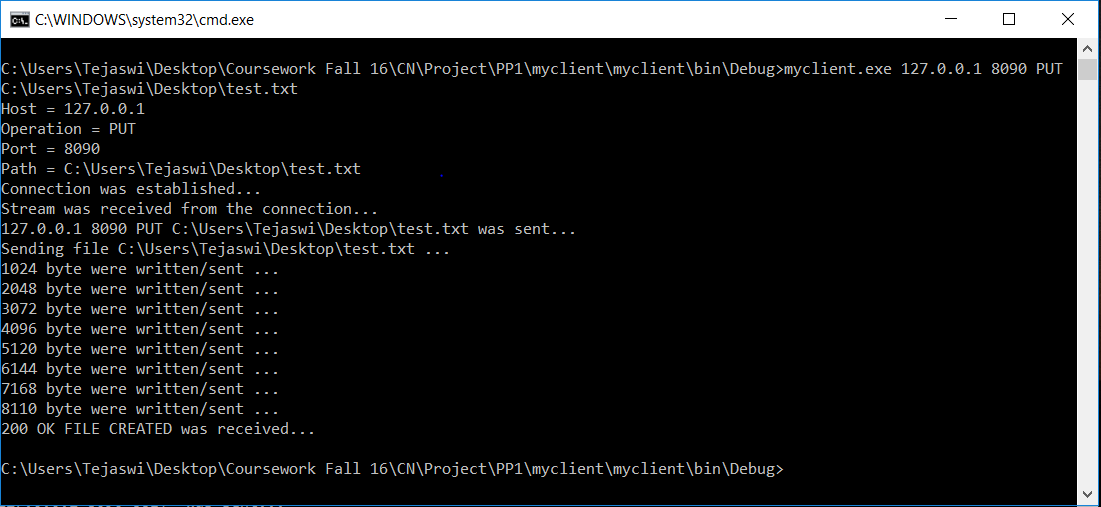 C:\WINDOWS\system32\cmd.exe
C:\Users\Tejaswi\Desktop\Coursework Fall 16\CN\Project\PP1\myclient\myclient\bin\Debug>myclient.exe 127.0.0.1 8090 PUT
C:\Users\Tejaswi\Desktop\test.txt
Host = 127.0.0.1
Operation = PUT
Port = 8090
Path = C:\Users\Tejaswi\Desktop\test.txt
Connection was established...
Stream was received from the connection...
127.0.0.1 8090 PUT C:\Users\Tejaswi\Desktop\test.txt was sent...
Sending file C:\Users\Tejaswi\Desktop\test.txt ...
1024 byte were written/sent ...
2048 byte were written/sent ...
3072 byte were written/sent ...
4096 byte were written/sent ...
5120 byte were written/sent ...
6144 byte were written/sent ...
7168 byte were written/sent ...
8110 byte were written/sent ...
200 OK FILE CREATED was received...
C:\Users\Tejaswi\Desktop\Coursework Fall 16\CN\Project\PP1\myclient\myclient\bin\Debug>